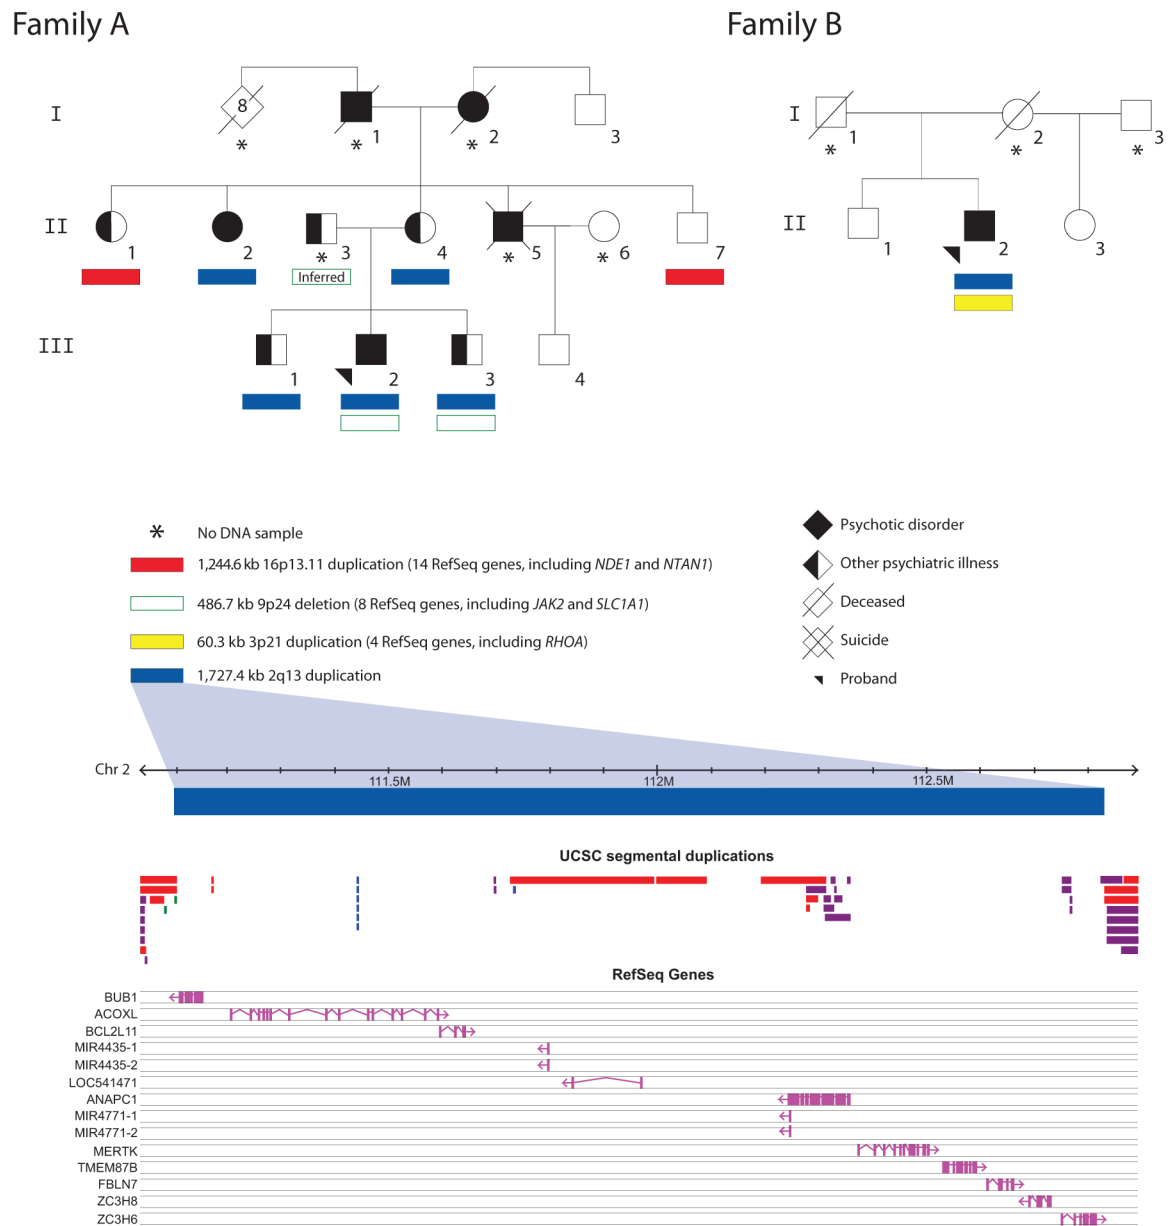 Family A
Family B
I
8
*
1
*
2
*
3
I
1
*
2
*
3
*
II
1
2
3
*
4
5
*
6
*
7
Inferred
II
1
2
3
III
1
2
3
4
* No DNA sample
1,244.6 kb 16p13.11 duplication (14 RefSeq genes, including NDE1 and NTAN1)
486.7 kb 9p24 deletion (8 RefSeq genes, including JAK2 and SLC1A1)
60.3 kb 3p21 duplication (4 RefSeq genes, including RHOA)
1,727.4 kb 2q13 duplication
Psychotic disorder
Other psychiatric illness
Deceased
Suicide
Proband
Chr 2
111.5M
112M
112.5M
UCSC segmental duplications
RefSeq Genes
BUB1
ACOXL
BCL2L11
MIR4435-1
MIR4435-2
LOC541471
ANAPC1
MIR4771-1
MIR4771-2
MERTK
TMEM87B
FBLN7
ZC3H8
ZC3H6